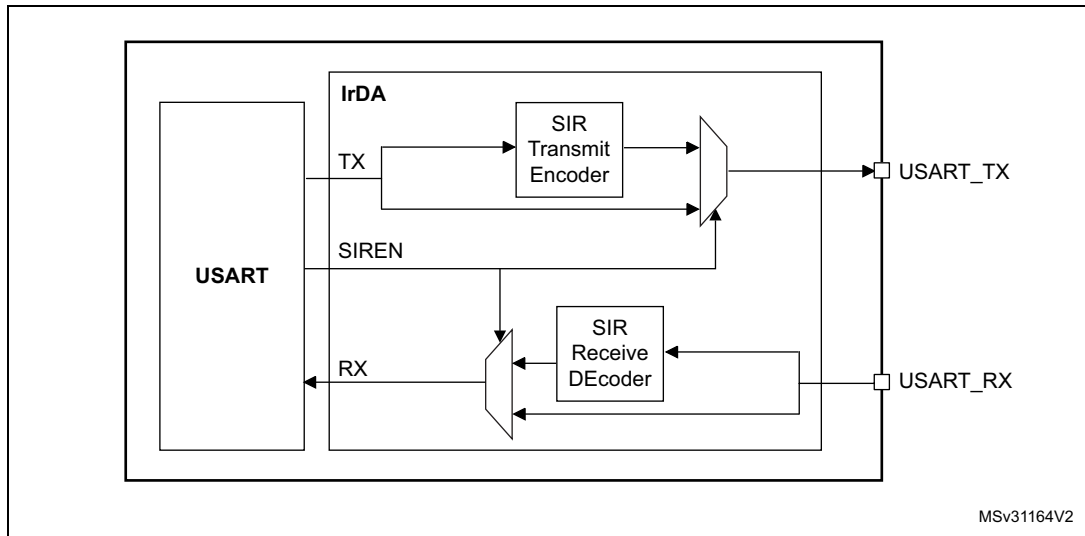 IrDA
SIR
Transmit
Encoder
TX
USART_TX
SIREN
USART
SIR
Receive
DEcoder
RX
USART_RX
MSv31164V2